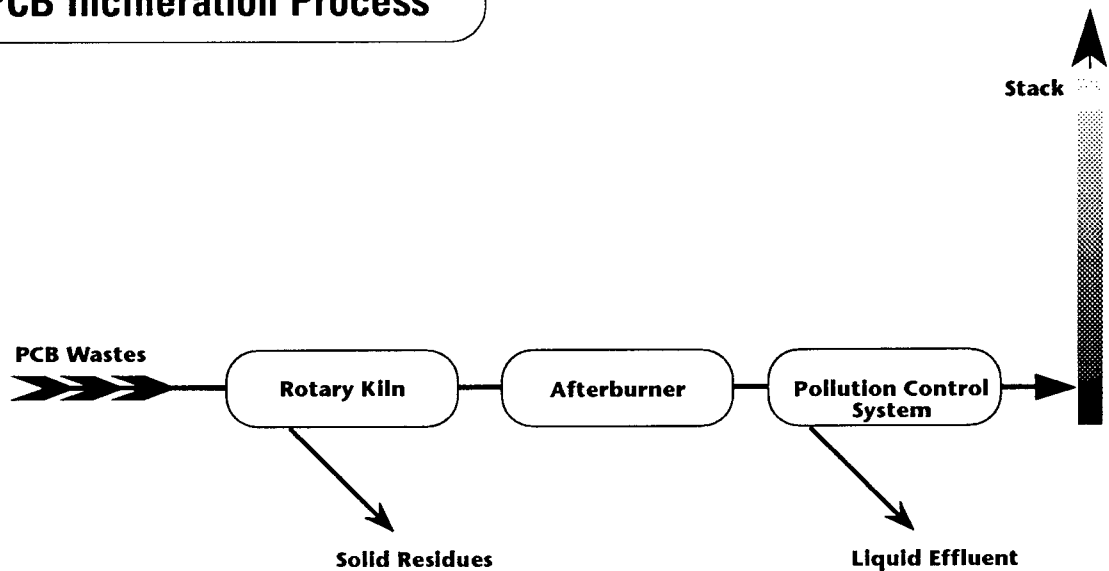 PCB Incineration Process
Stack
PCB Wastes
Rotary Kiln
Afterburner
Pollution Control
System
Solid Residues
Liquid Effluent